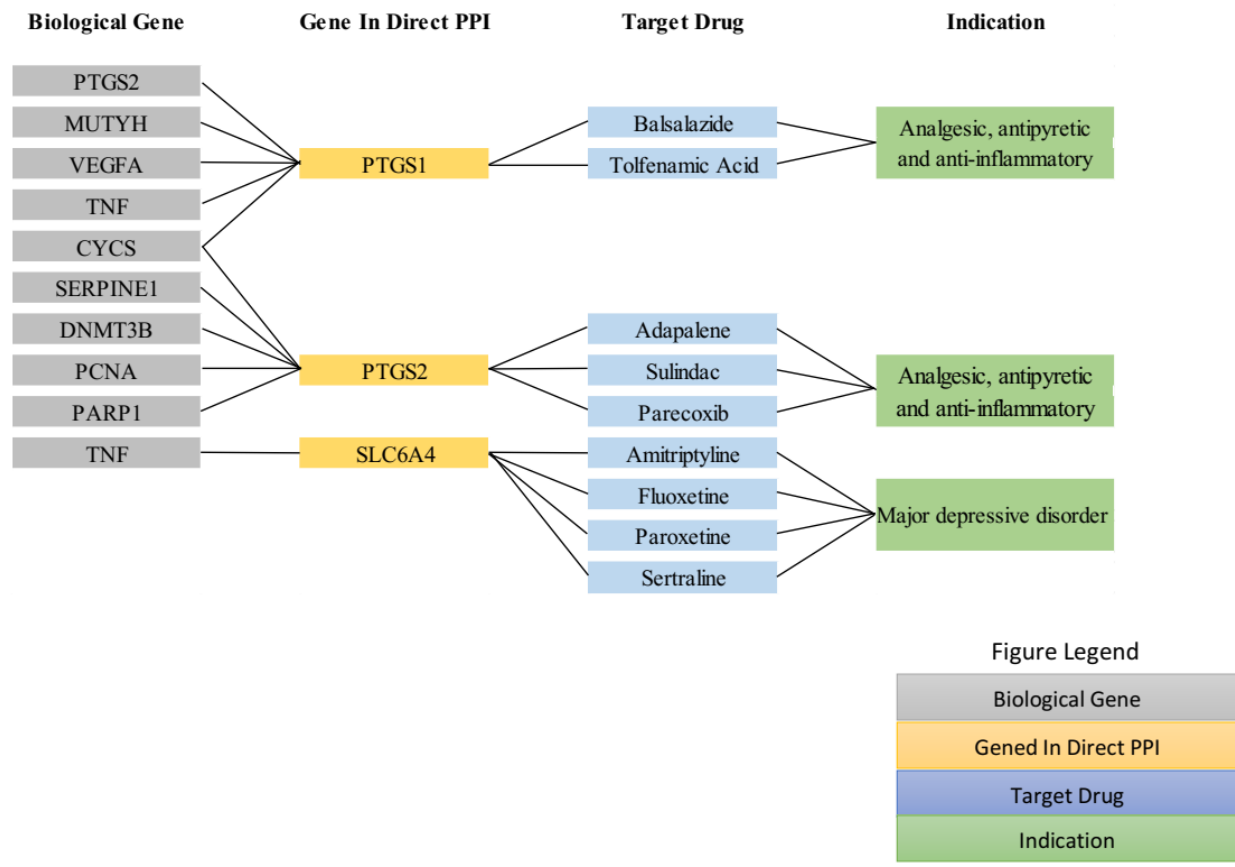 Biological Gene
Gene In Direct PPI
Target Drug
Indication
PTGS2
MUTYH
VEGFA
TNF
CYCS
SERPINE1
DNMT3B
PCNA
PARP1
TNF
PTGS1
PTGS2
SLC6A4
Balsalazide
Tolfenamic Acid
Adapalene
Sulindac
Parecoxib
Amitriptyline
Fluoxetine
Paroxetine
Sertraline
Analgesic, antipyretic
and anti-inflammatory
Analgesic, antipyretic
and anti-inflammatory
Major depressive disorder
Figure Legend
Biological Gene
Gened In Direct PPI
Target Drug
Indication